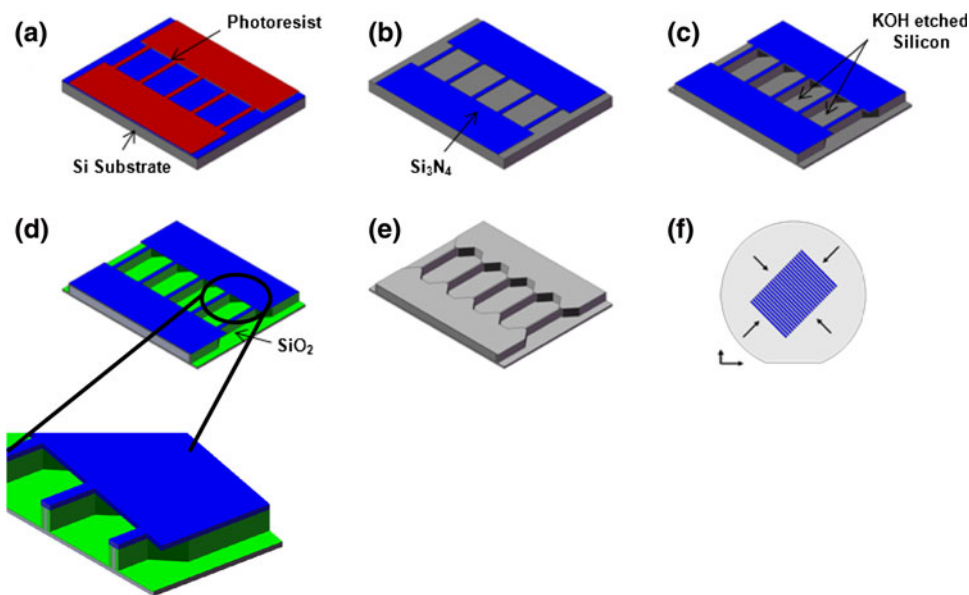 (a)
Photoresist
Si Substrate
(b)
Si₃N₄
(c)
KOH etched
Silicon
(d)
SiO₂
(e)
(f)